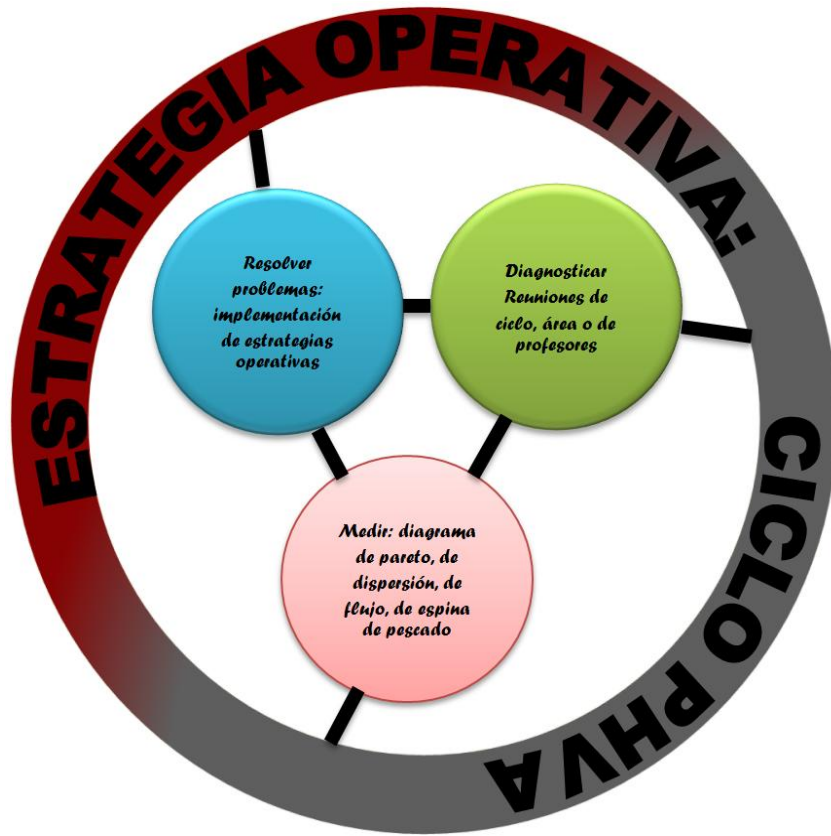 ESTRATEGIA OPERATIVA:
CICLO PHVA
Resolver
problemas:
implementación
de estrategias
operativas
Diagnosticar
Reuniones de
ciclo, área o de
profesores
Medir: diagrama
de pareto, de
dispersión, de
flujo, de espina
de pescado